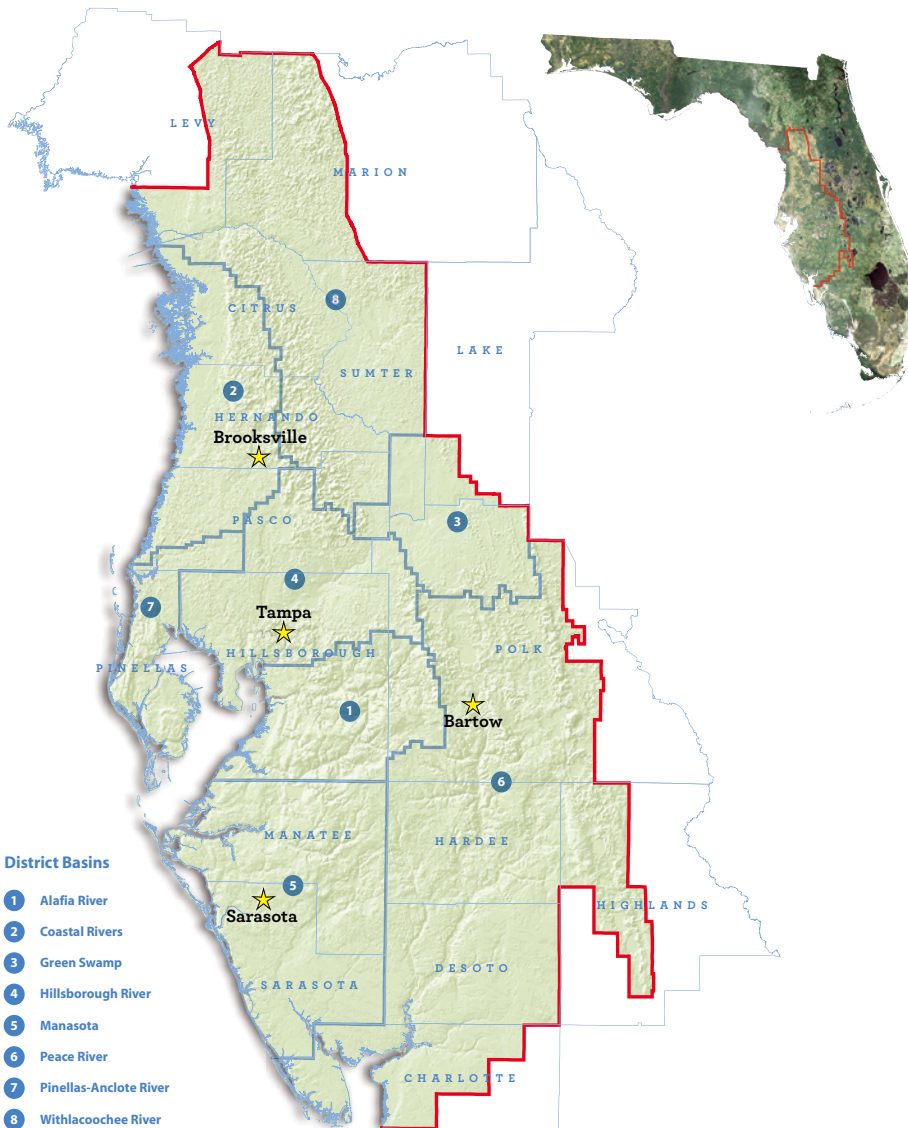 LEVY
MARION
8
CITRUS
LAKE
SUMTER
2
HERNANDO
Brooksville
PASCO
3
4
7
Tampa
HILLSBOROUGH
POLK
PINELLAS
1
Bartow
6
MANATEE
HARDEE
District Basins
5
1 Alafia River
HIGHLANDS
Sarasota
2 Coastal Rivers
3 Green Swamp
DESOTO
4 Hillsborough River
SARASOTA
5 Manasota
6 Peace River
CHARLOTTE
7 Pinellas-Anclote River
8 Withlacoochee River